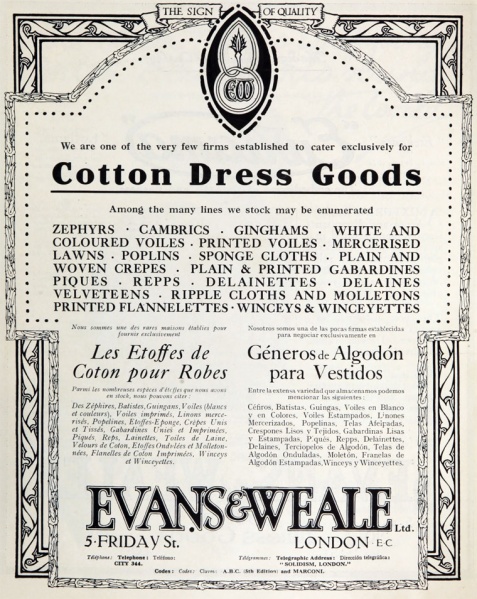 THE SIGN OF QUALITY
EW
We are one of the very few firms established to cater exclusively for
Cotton Dress Goods
Among the many lines we stock may be enumerated
ZEPHYRS · CAMBRICS · GINGHAMS · WHITE AND
COLOURED VOILES · PRINTED VOILES · MERCERISED
LAWNS · POPLINS · SPONGE CLOTHS · PLAIN AND
WOVEN CREPES · PLAIN & PRINTED GABARDINES
PIQUES · REPPS · DELAINETTES · DELAINES
VELVETEENS · RIPPLE CLOTHS AND MOLLETONS
PRINTED FLANNELETTES · WINCEYS & WINCEYETTES
Nous sommes une des rares maisons établies pour
fournir exclusivement
Les Etoffes de
Coton pour Robes
Parmi les nombreuses espèces d'étoffes que nous avons
en stock, nous pouvons citer:
Des Zéphires, Batistes, Guingans, Voiles (blancs
et couleurs), Voiles imprimés, Linons merce-
risés, Popelines, Etoffes-Eponge, Crêpes Unis
et Tissés, Gabardines Unies et Imprimées,
Piqués, Reps, Lainettes, Toiles de Laine,
Velours de Coton, Etoffes Ondulées et Molleton-
nées, Flanelles de Coton Imprimées, Winceys
et Winceyettes.
Nosotros somos una de las pocas firmas establecidas
para negociar exclusivamente en
Géneros de Algodón
para Vestidos
Entre la extensa variedad que almacenamos podemos
mencionar las siguientes:
Céfiros, Batistas, Guingas, Voiles en Blanco
y en Colores, Voiles Estampados, Linones
Mercerizados, Popelinas, Telas Afelpadas,
Crespones Lisos y Tejidos, Gabardinas Lisas
y Estampadas, Piqués, Repps, Delainettes,
Delaines, Terciopelos de Algodón, Telas de
Algodón Onduladas, Moletón, Franelas de
Algodón Estampadas, Winceys y Winceyettes.
EVANS & WEALE Ltd.
5·FRIDAY St. LONDON·E·C
Téléphone: Telephone: Teléfono:
CITY 344.
Télégrammes: Telegraphic Address: Dirección telegráfica:
"SOLIDISM, LONDON."
Codes: Codes: Claves: A.B.C. (5th Edition) and MARCONI.